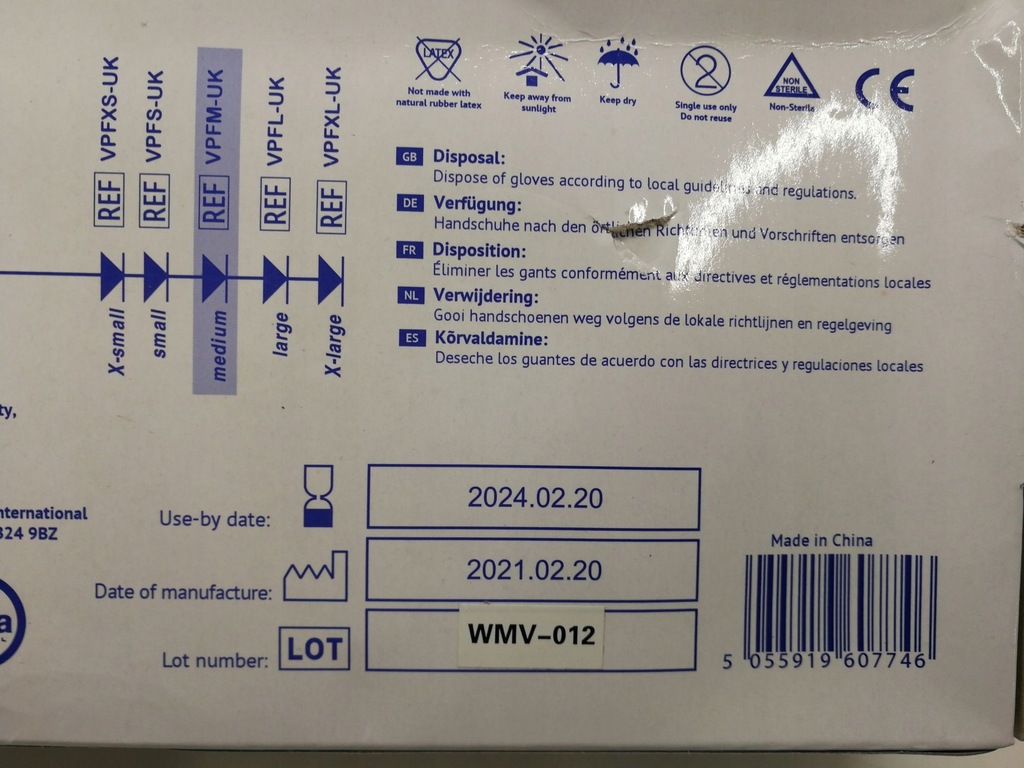 LATEX
Not made with
natural rubber latex
Keep away from
sunlight
Keep dry
2
Single use only
Do not reuse
NON
STERILE
Non-Sterile
CE
REF VPFXS-UK
REF VPFS-UK
REF VPFM-UK
REF VPFL-UK
REF VPFXL-UK
X-small
small
medium
large
X-large
GB Disposal:
Dispose of gloves according to local guidelines and regulations.
DE Verfügung:
Handschuhe nach den örtlichen Richtlinien und Vorschriften entsorgen
FR Disposition:
Éliminer les gants conformément aux directives et réglementations locales
NL Verwijdering:
Gooi handschoenen weg volgens de lokale richtlijnen en regelgeving
ES Kõrvaldamine:
Deseche los guantes de acuerdo con las directrices y regulaciones locales
ty,
nternational
324 9BZ
a
Use-by date: 2024.02.20
Date of manufacture: 2021.02.20
Lot number: LOT WMV-012
Made in China
5 055919 607746